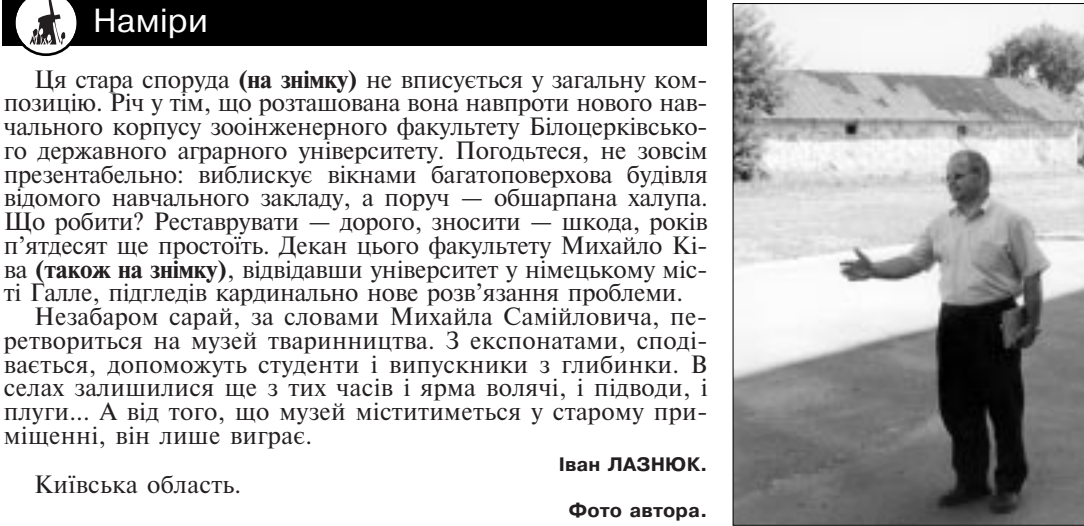 Наміри
Ця стара споруда (на знімку) не вписується у загальну ком-
позицію. Річ у тім, що розташована вона навпроти нового нав-
чального корпусу зооінженерного факультету Білоцерківсько-
го державного аграрного університету. Погодьтеся, не зовсім
презентабельно: виблискує вікнами багатоповерхова будівля
відомого навчального закладу, а поруч — обшарпана халупа.
Що робити? Реставрувати — дорого, зносити — шкода, років
п’ятдесят ще простоїть. Декан цього факультету Михайло Кі-
ва (також на знімку), відвідавши університет у німецькому міс-
ті Галле, підгледів кардинально нове розв’язання проблеми.
Незабаром сарай, за словами Михайла Самійловича, пе-
ретвориться на музей тваринництва. З експонатами, споді-
вається, допоможуть студенти і випускники з глибинки. В
селах залишилися ще з тих часів і ярма волячі, і підводи, і
плуги... А від того, що музей міститиметься у старому при-
міщенні, він лише виграє.
Іван ЛАЗНЮК.
Київська область.
Фото автора.